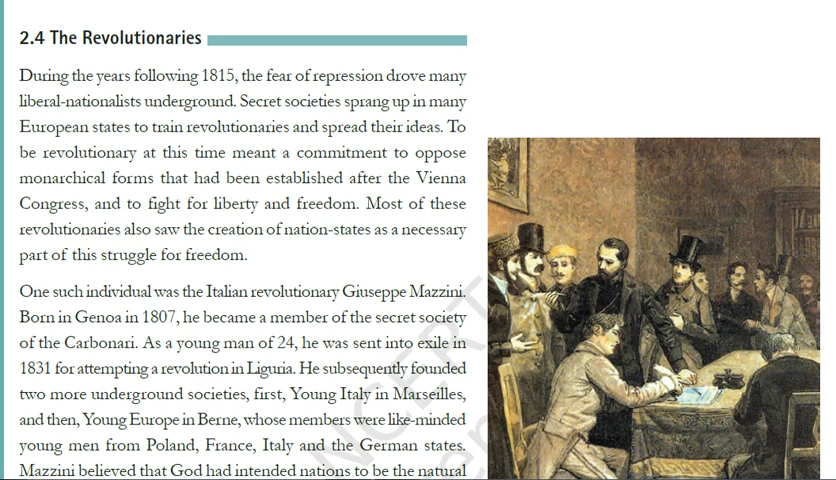 2.4 The Revolutionaries
During the years following 1815, the fear of repression drove many
liberal-nationalists underground. Secret societies sprang up in many
European states to train revolutionaries and spread their ideas. To
be revolutionary at this time meant a commitment to oppose
monarchical forms that had been established after the Vienna
Congress, and to fight for liberty and freedom. Most of these
revolutionaries also saw the creation of nation-states as a necessary
part of this struggle for freedom.
One such individual was the Italian revolutionary Giuseppe Mazzini.
Born in Genoa in 1807, he became a member of the secret society
of the Carbonari. As a young man of 24, he was sent into exile in
1831 for attempting a revolution in Liguria. He subsequently founded
two more underground societies, first, Young Italy in Marseilles,
and then, Young Europe in Berne, whose members were like-minded
young men from Poland, France, Italy and the German states.
Mazzini believed that God had intended nations to be the natural
NCERT